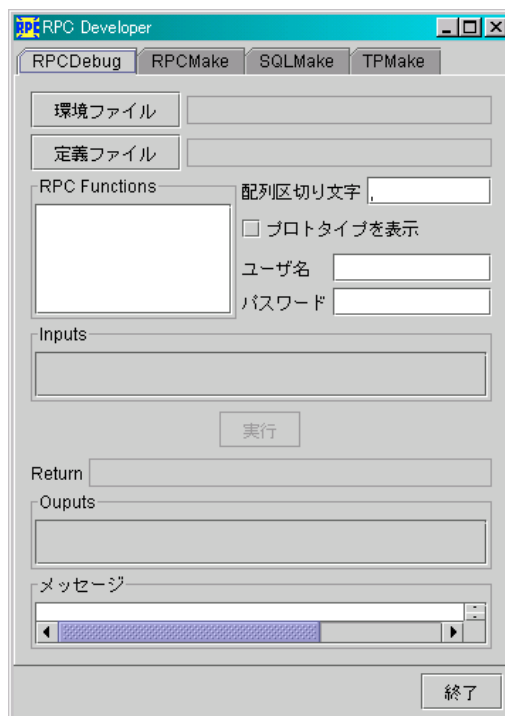 RPC RPC Developer
RPCDebug RPCMake SQLMake TPMake
環境ファイル
定義ファイル
RPC Functions
配列区切り文字 ,
プロトタイプを表示
ユーザ名
パスワード
Inputs
実行
Return
Ouputs
メッセージ
終了